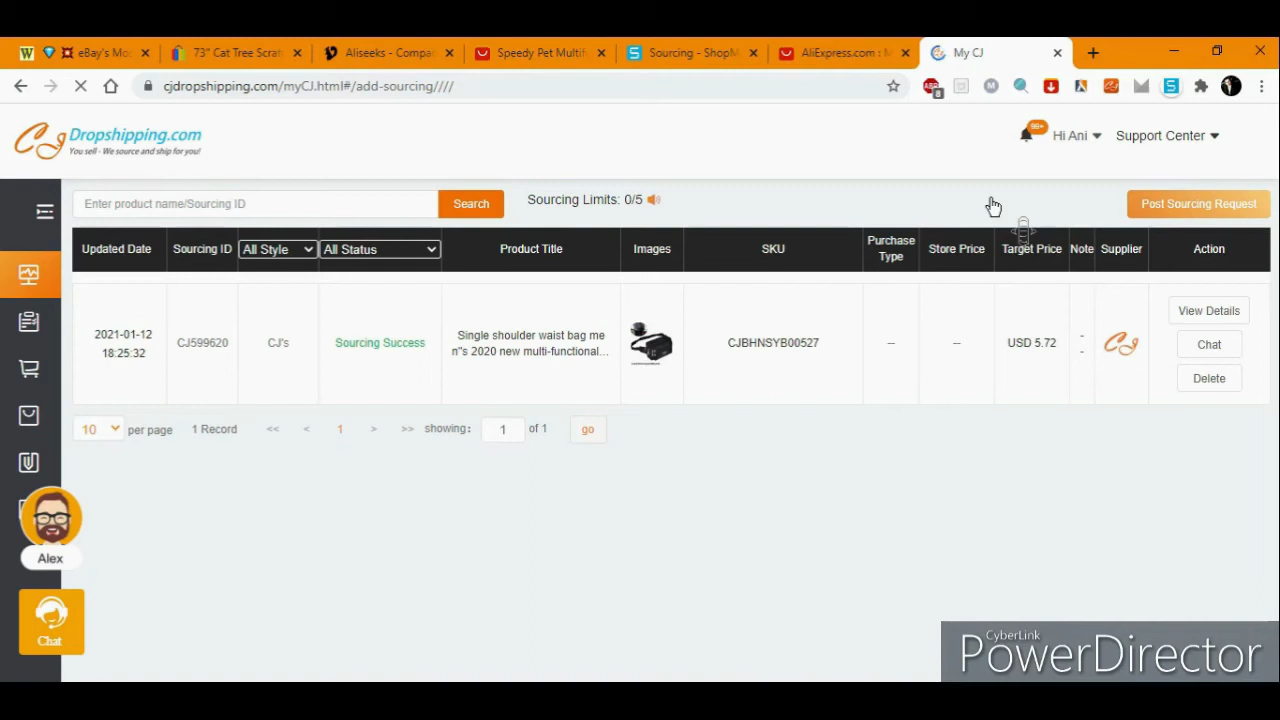 eBay's Mos
73" Cat Tree Scrat
Aliseeks - Compa
Speedy Pet Multif
Sourcing - ShopM
AliExpress.com : M
My CJ
cjdropshipping.com/myCJ.html#/add-sourcing////
CJ Dropshipping.com
You sell - We source and ship for you!
99+
Hi Ani
Support Center
Enter product name/Sourcing ID
Search
Sourcing Limits: 0/5
Post Sourcing Request
Updated Date
Sourcing ID
All Style
All Status
Product Title
Images
SKU
Purchase
Type
Store Price
Target Price
Note
Supplier
Action
2021-01-12
18:25:32
CJ599620
CJ's
Sourcing Success
Single shoulder waist bag me
n"s 2020 new multi-functional...
CJBHNSYB00527
--
--
USD 5.72
-
-
CJ
View Details
Chat
Delete
10
per page
1 Record
<<
<
1
>
>>
showing:
1
of 1
go
Alex
Chat
CyberLink
PowerDirector